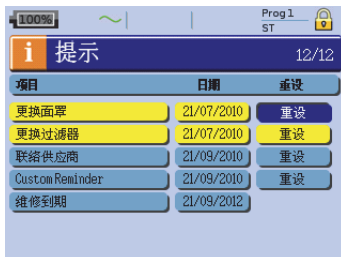 100%
Prog 1
ST
i 提示 12/12
项目 日期 重设
更换面罩 21/07/2010 重设
更换过滤器 21/07/2010 重设
联络供应商 21/09/2010 重设
Custom Reminder 21/09/2010 重设
维修到期 21/09/2012